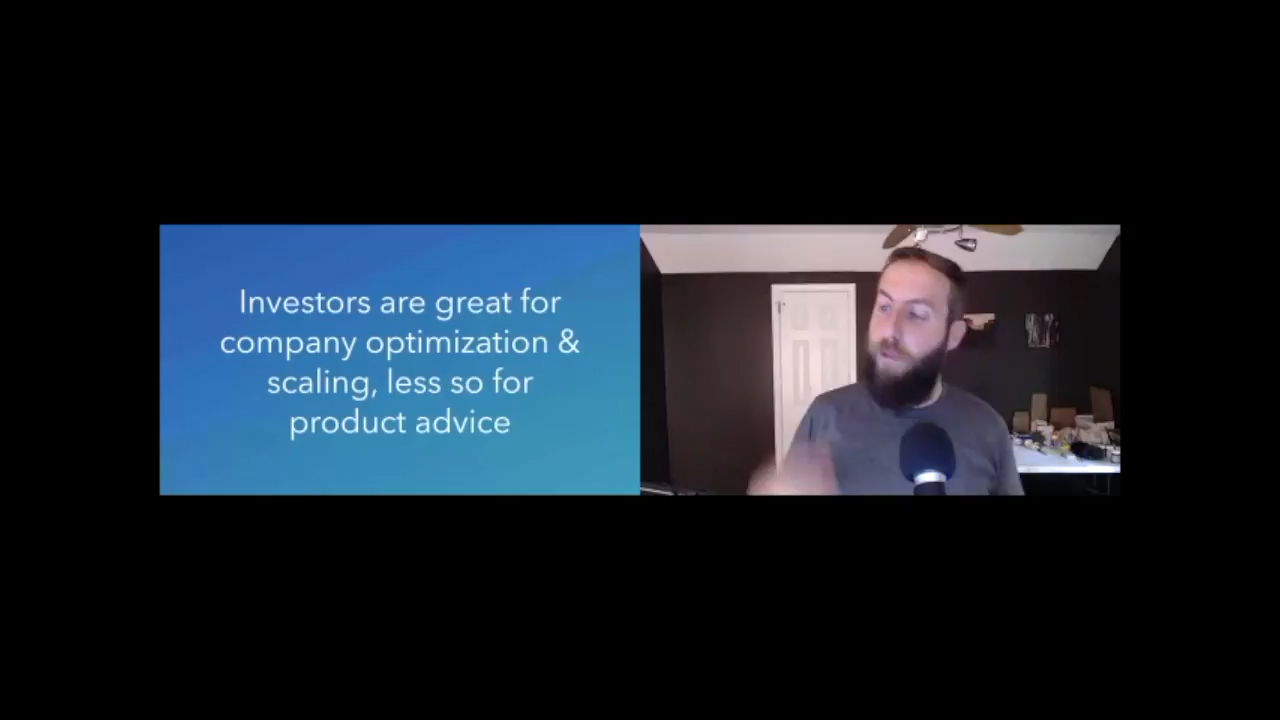 Investors are great for
company optimization &
scaling, less so for
product advice